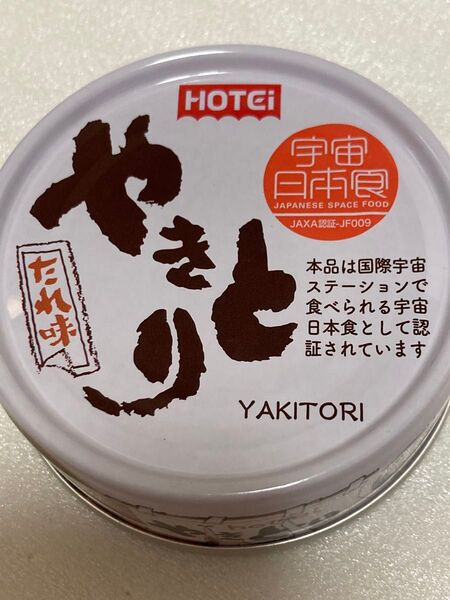 HOTEi
やきとり
たれ味
宇宙
日本食
JAPANESE SPACE FOOD
JAXA認証-JF009
本品は国際宇宙
ステーションで
食べられる宇宙
日本食として認
証されています
YAKITORI